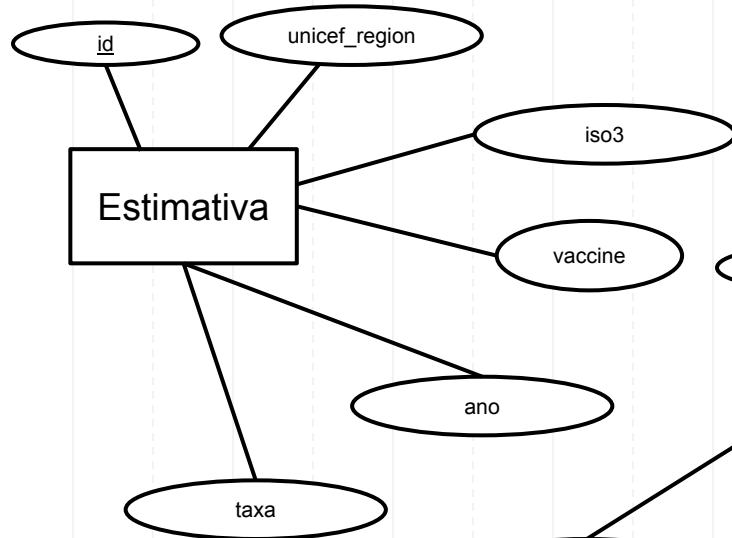 id
unicef_region
iso3
Estimativa
vaccine
ano
taxa